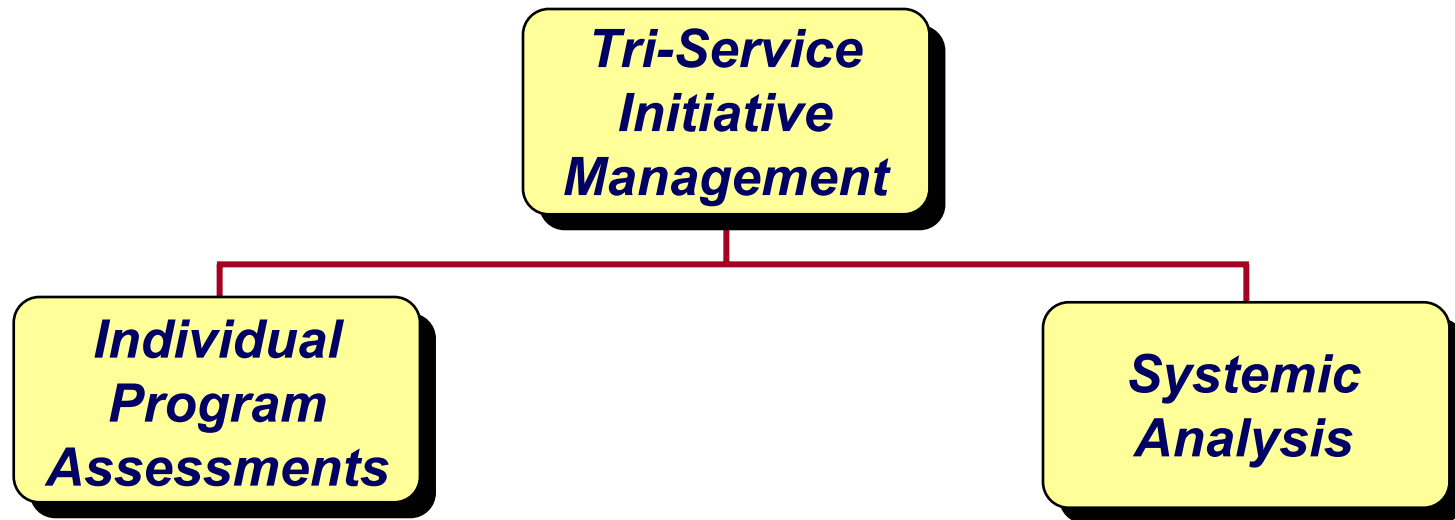 Tri-Service
Initiative
Management
Individual
Program
Assessments
Systemic
Analysis